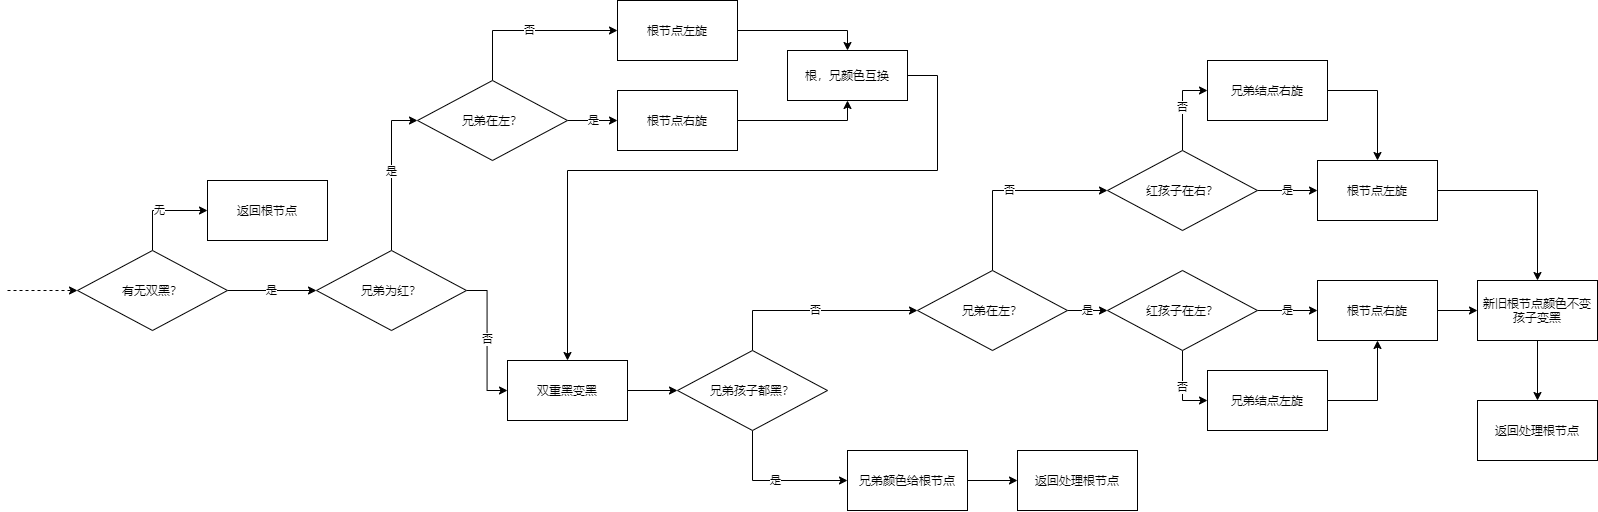 否
根节点左旋
根，兄颜色互换
兄弟在左?
是
根节点右旋
否
兄弟结点右旋
是
无
返回根节点
红孩子在右?
否
是
根节点左旋
有无双黑?
是
兄弟为红?
否
否
兄弟在左?
是
红孩子在左?
是
根节点右旋
新旧根节点颜色不变
孩子变黑
双重黑变黑
兄弟孩子都黑?
否
兄弟结点左旋
返回处理根节点
是
兄弟颜色给根节点
返回处理根节点